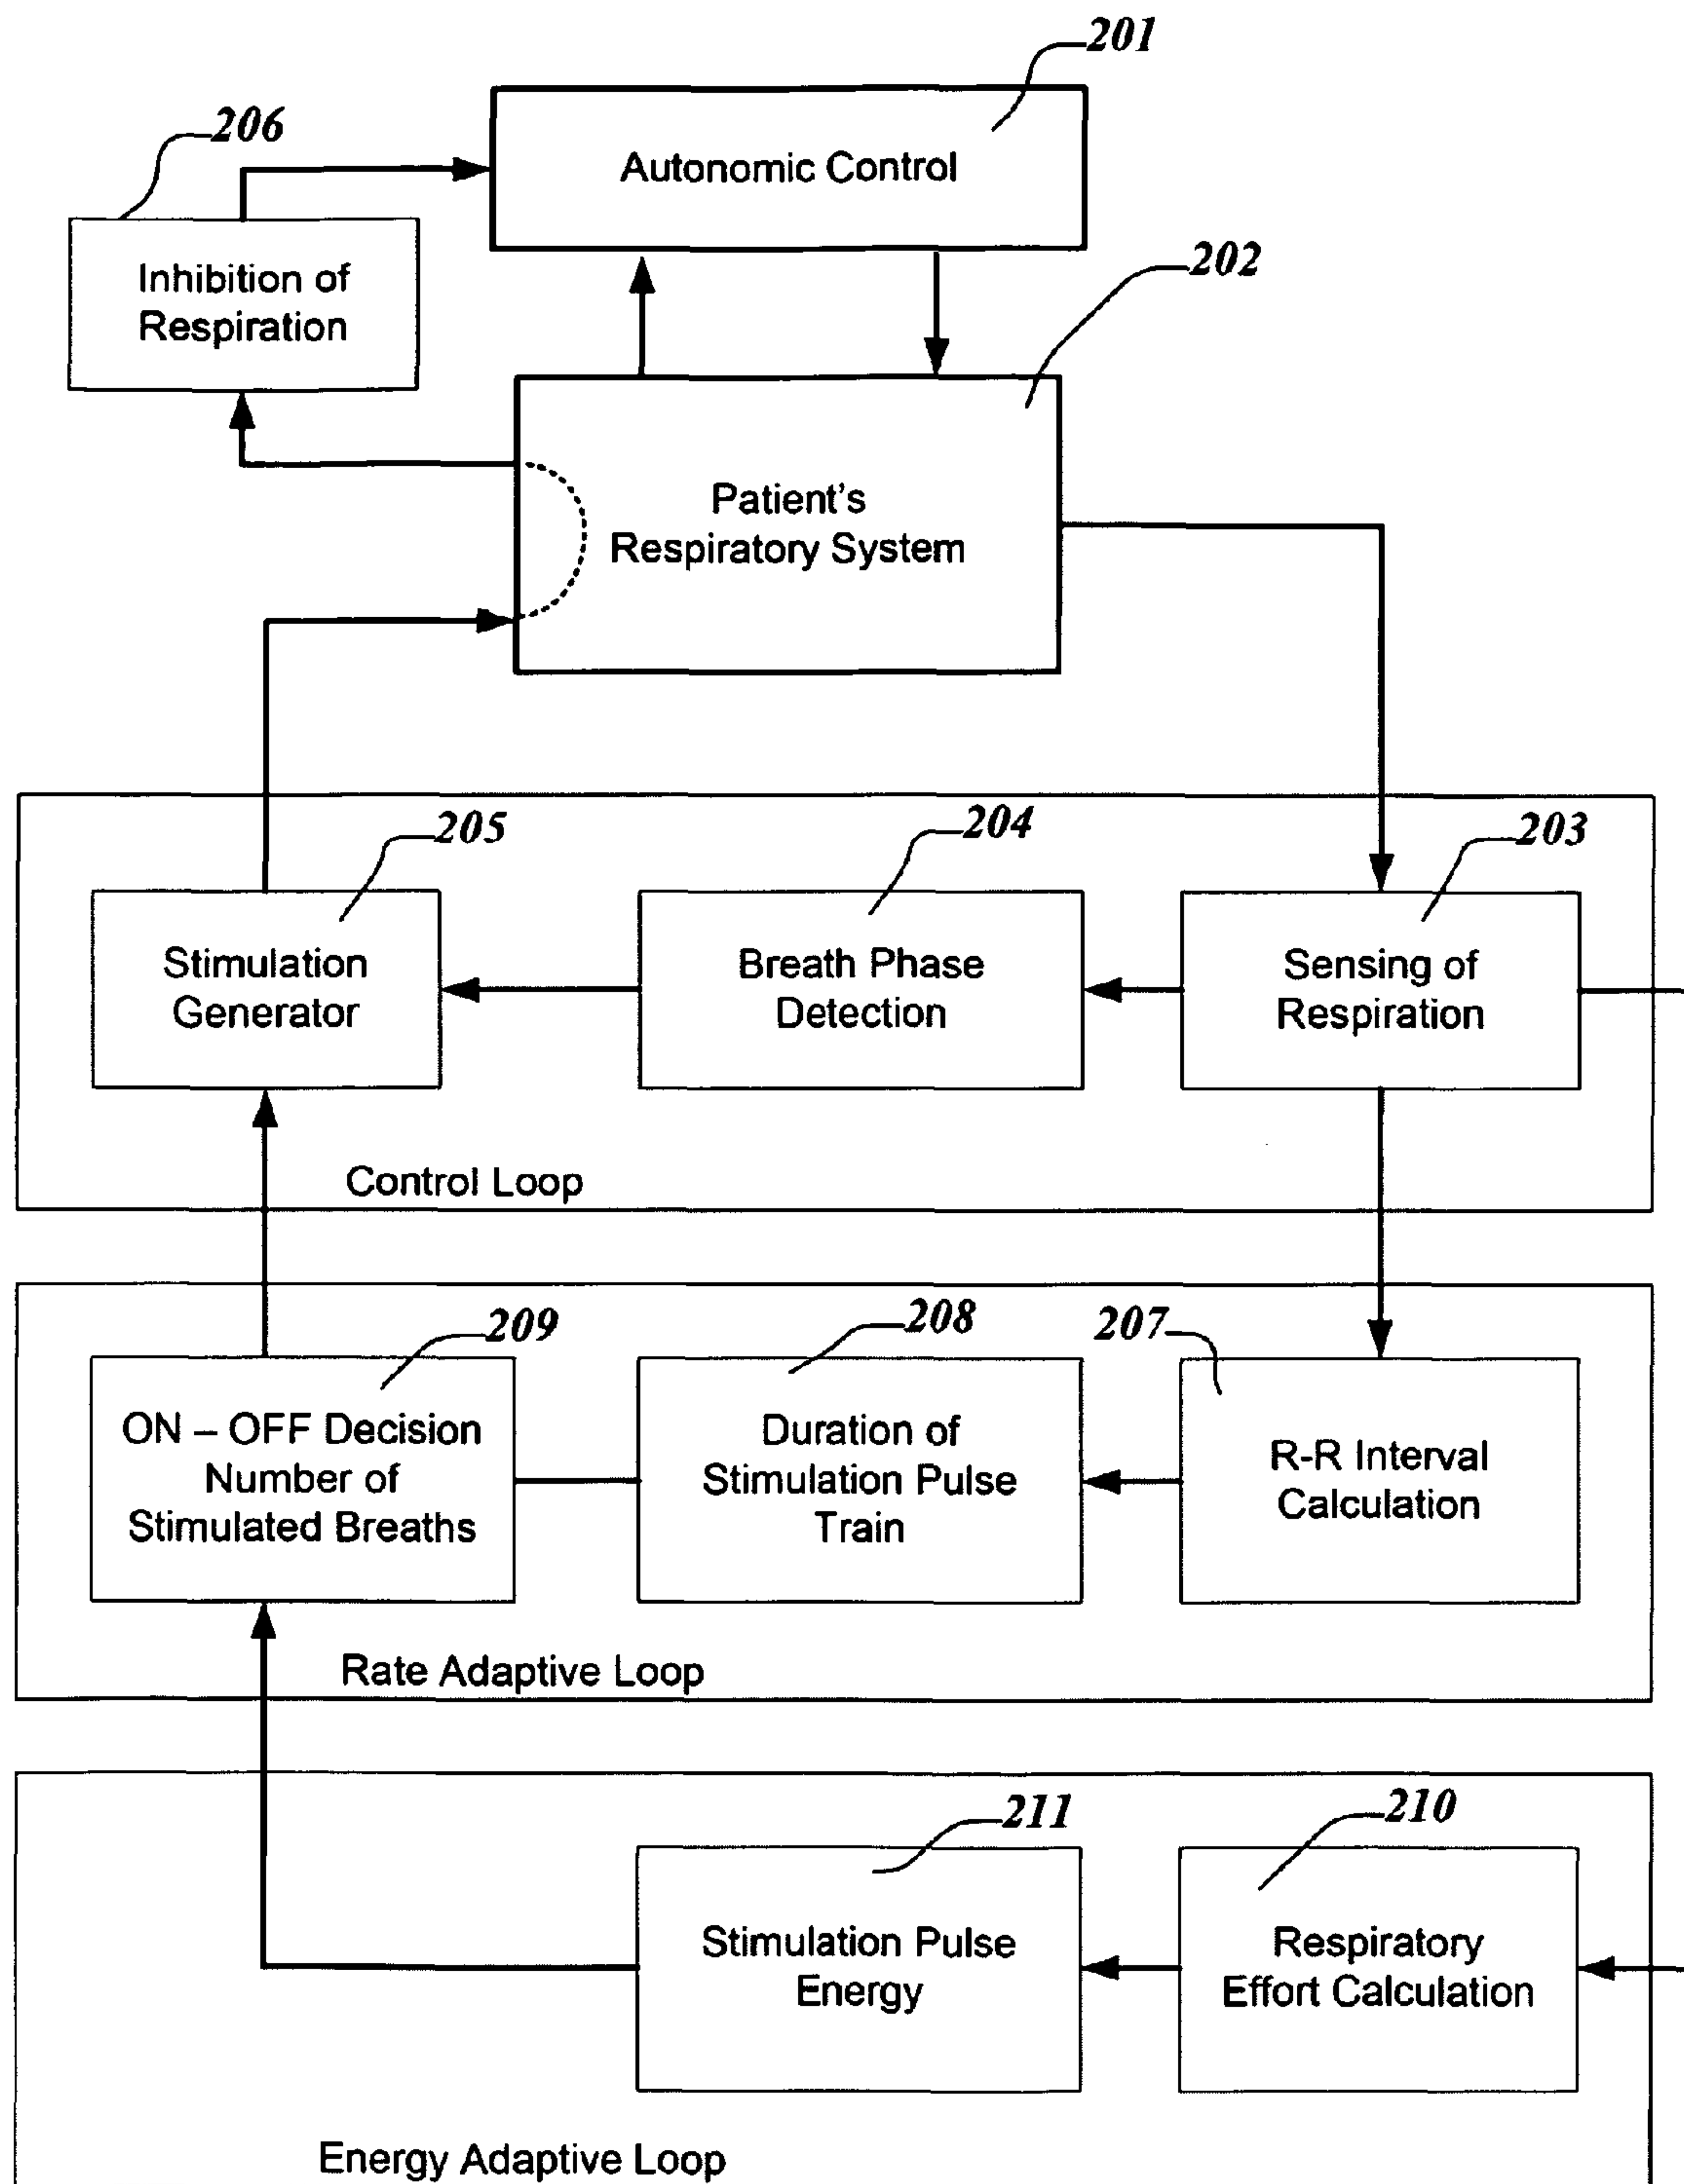 201
206
Autonomic Control
Inhibition of
Respiration
202
Patient's
Respiratory System
205
204
203
Stimulation
Generator
Breath Phase
Detection
Sensing of
Respiration
Control Loop
209
208
207
ON – OFF Decision
Number of
Stimulated Breaths
Duration of
Stimulation Pulse
Train
R-R Interval
Calculation
Rate Adaptive Loop
211
210
Stimulation Pulse
Energy
Respiratory
Effort Calculation
Energy Adaptive Loop